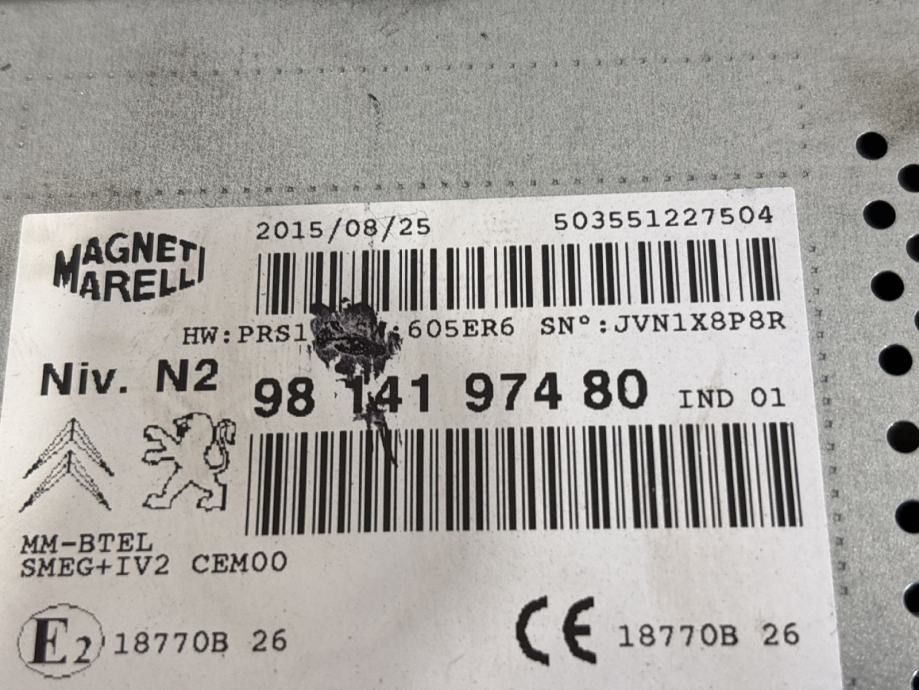 MAGNETI MARELLI
2015/08/25 503551227504
HW:PRS1 :605ER6 SN°:JVN1X8P8R
Niv. N2
98 141 974 80 IND 01
MM-BTEL
SMEG+IV2 CEM00
E2 18770B 26
CE 18770B 26